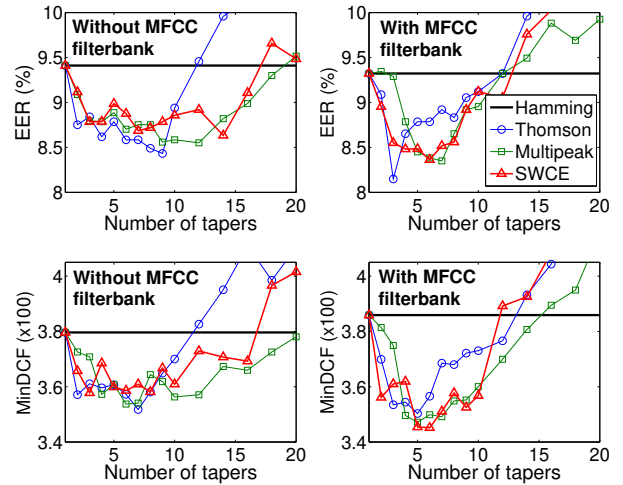 Without MFCC
filterbank
EER (%)
10
9.5
9
8.5
8
5
10
15
20
Number of tapers
With MFCC
filterbank
EER (%)
10
9.5
9
8.5
8
Hamming
Thomson
Multipeak
SWCE
5
10
15
20
Number of tapers
Without MFCC
filterbank
MinDCF (x100)
4
3.8
3.6
3.4
5
10
15
20
Number of tapers
With MFCC
filterbank
MinDCF (x100)
4
3.8
3.6
3.4
5
10
15
20
Number of tapers